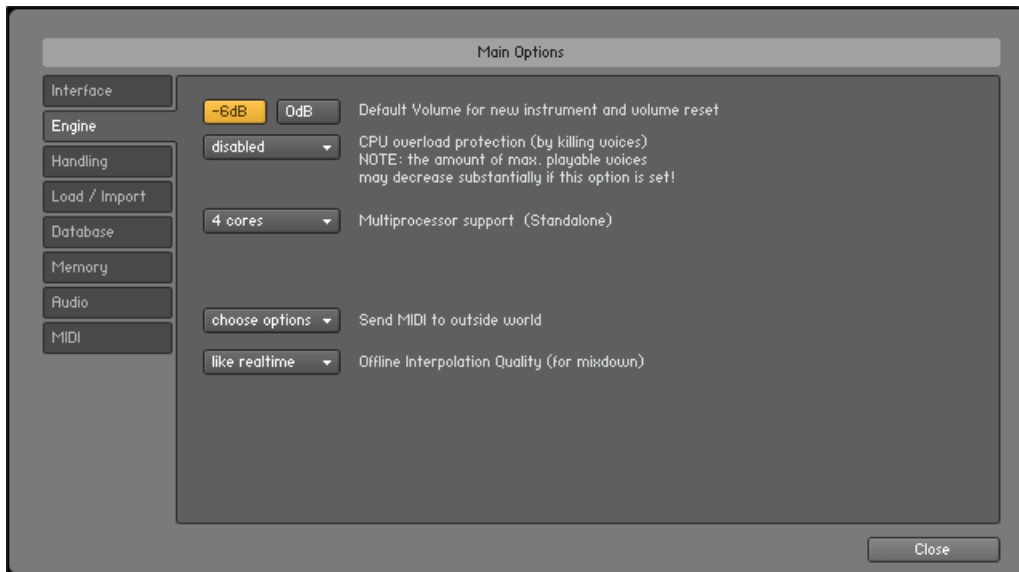 Main Options
Interface
Engine
Handling
Load / Import
Database
Memory
Audio
MIDI
-6dB 0dB Default Volume for new instrument and volume reset
disabled CPU overload protection (by killing voices)
NOTE: the amount of max. playable voices
may decrease substantially if this option is set!
4 cores Multiprocessor support (Standalone)
choose options Send MIDI to outside world
like realtime Offline Interpolation Quality (for mixdown)
Close